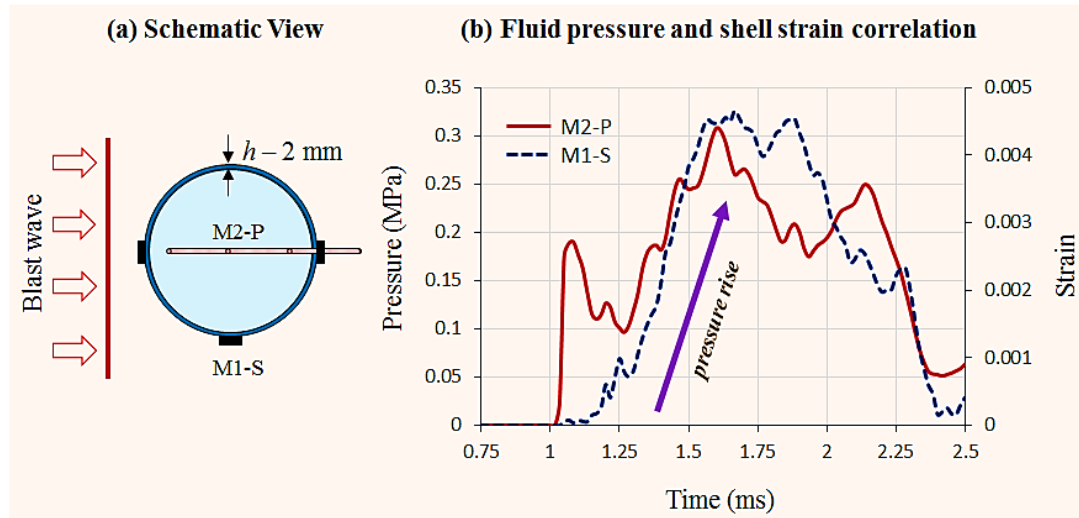 (a) Schematic View
(b) Fluid pressure and shell strain correlation
Blast wave
h – 2 mm
M2-P
M1-S
Pressure (MPa)
0.35
0.3
0.25
0.2
0.15
0.1
0.05
0
M2-P
M1-S
pressure rise
0.005
0.004
0.003
0.002
0.001
0
Strain
0.75
1
1.25
1.5
1.75
2
2.25
2.5
Time (ms)